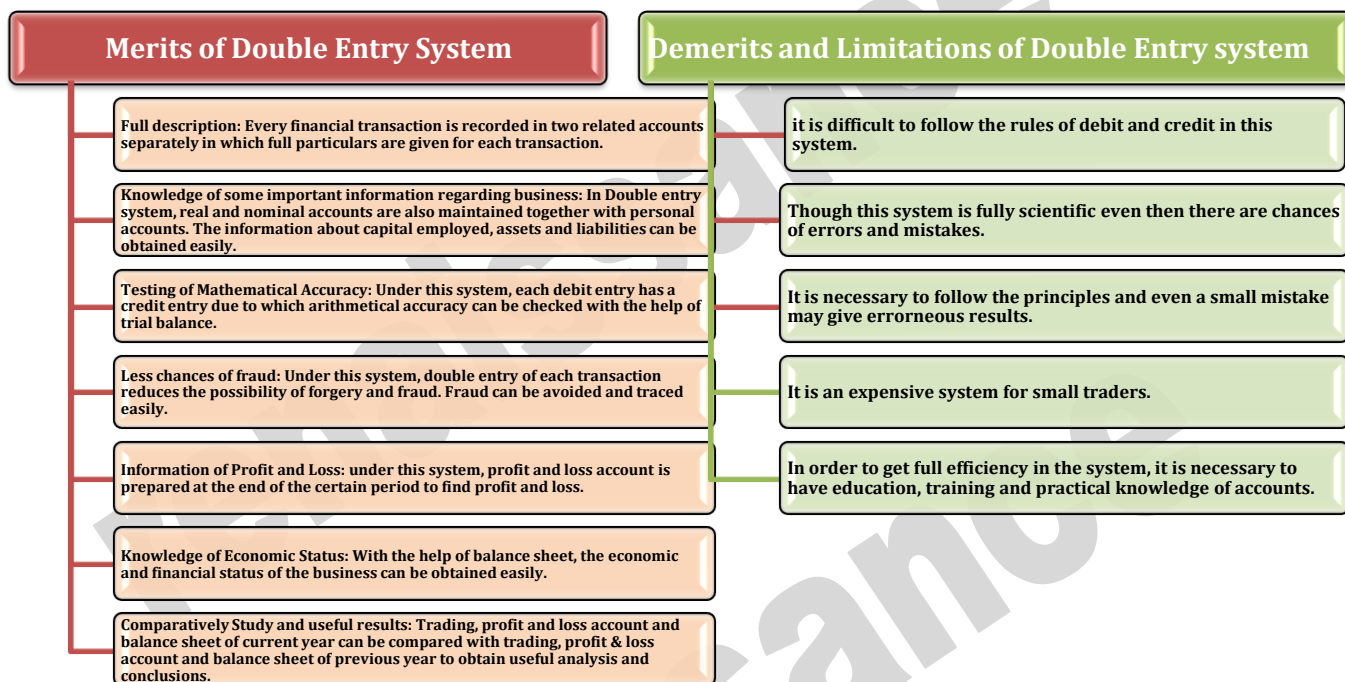 Merits of Double Entry System
Full description: Every financial transaction is recorded in two related accounts
separately in which full particulars are given for each transaction.
Knowledge of some important information regarding business: In Double entry
system, real and nominal accounts are also maintained together with personal
accounts. The information about capital employed, assets and liabilities can be
obtained easily.
Testing of Mathematical Accuracy: Under this system, each debit entry has a
credit entry due to which arithmetical accuracy can be checked with the help of
trial balance.
Less chances of fraud: Under this system, double entry of each transaction
reduces the possibility of forgery and fraud. Fraud can be avoided and traced
easily.
Information of Profit and Loss: under this system, profit and loss account is
prepared at the end of the certain period to find profit and loss.
Knowledge of Economic Status: With the help of balance sheet, the economic
and financial status of the business can be obtained easily.
Comparatively Study and useful results: Trading, profit and loss account and
balance sheet of current year can be compared with trading, profit & loss
account and balance sheet of previous year to obtain useful analysis and
conclusions.
Demerits and Limitations of Double Entry system
it is difficult to follow the rules of debit and credit in this
system.
Though this system is fully scientific even then there are chances
of errors and mistakes.
It is necessary to follow the principles and even a small mistake
may give errorneous results.
It is an expensive system for small traders.
In order to get full efficiency in the system, it is necessary to
have education, training and practical knowledge of accounts.
renaissance